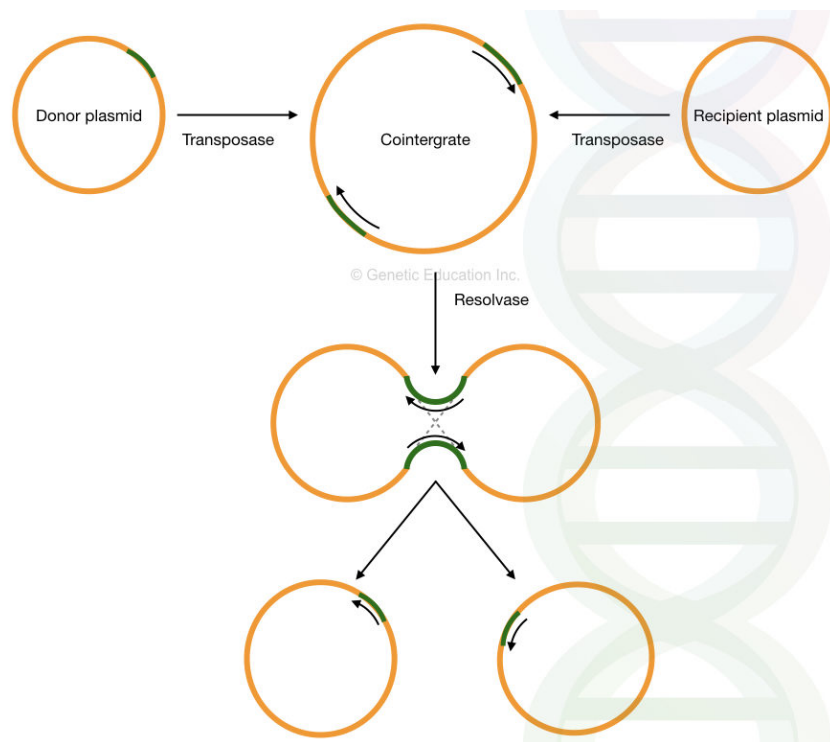 Donor plasmid
Transposase
Cointergrate
Transposase
Recipient plasmid
© Genetic Education Inc.
Resolvase